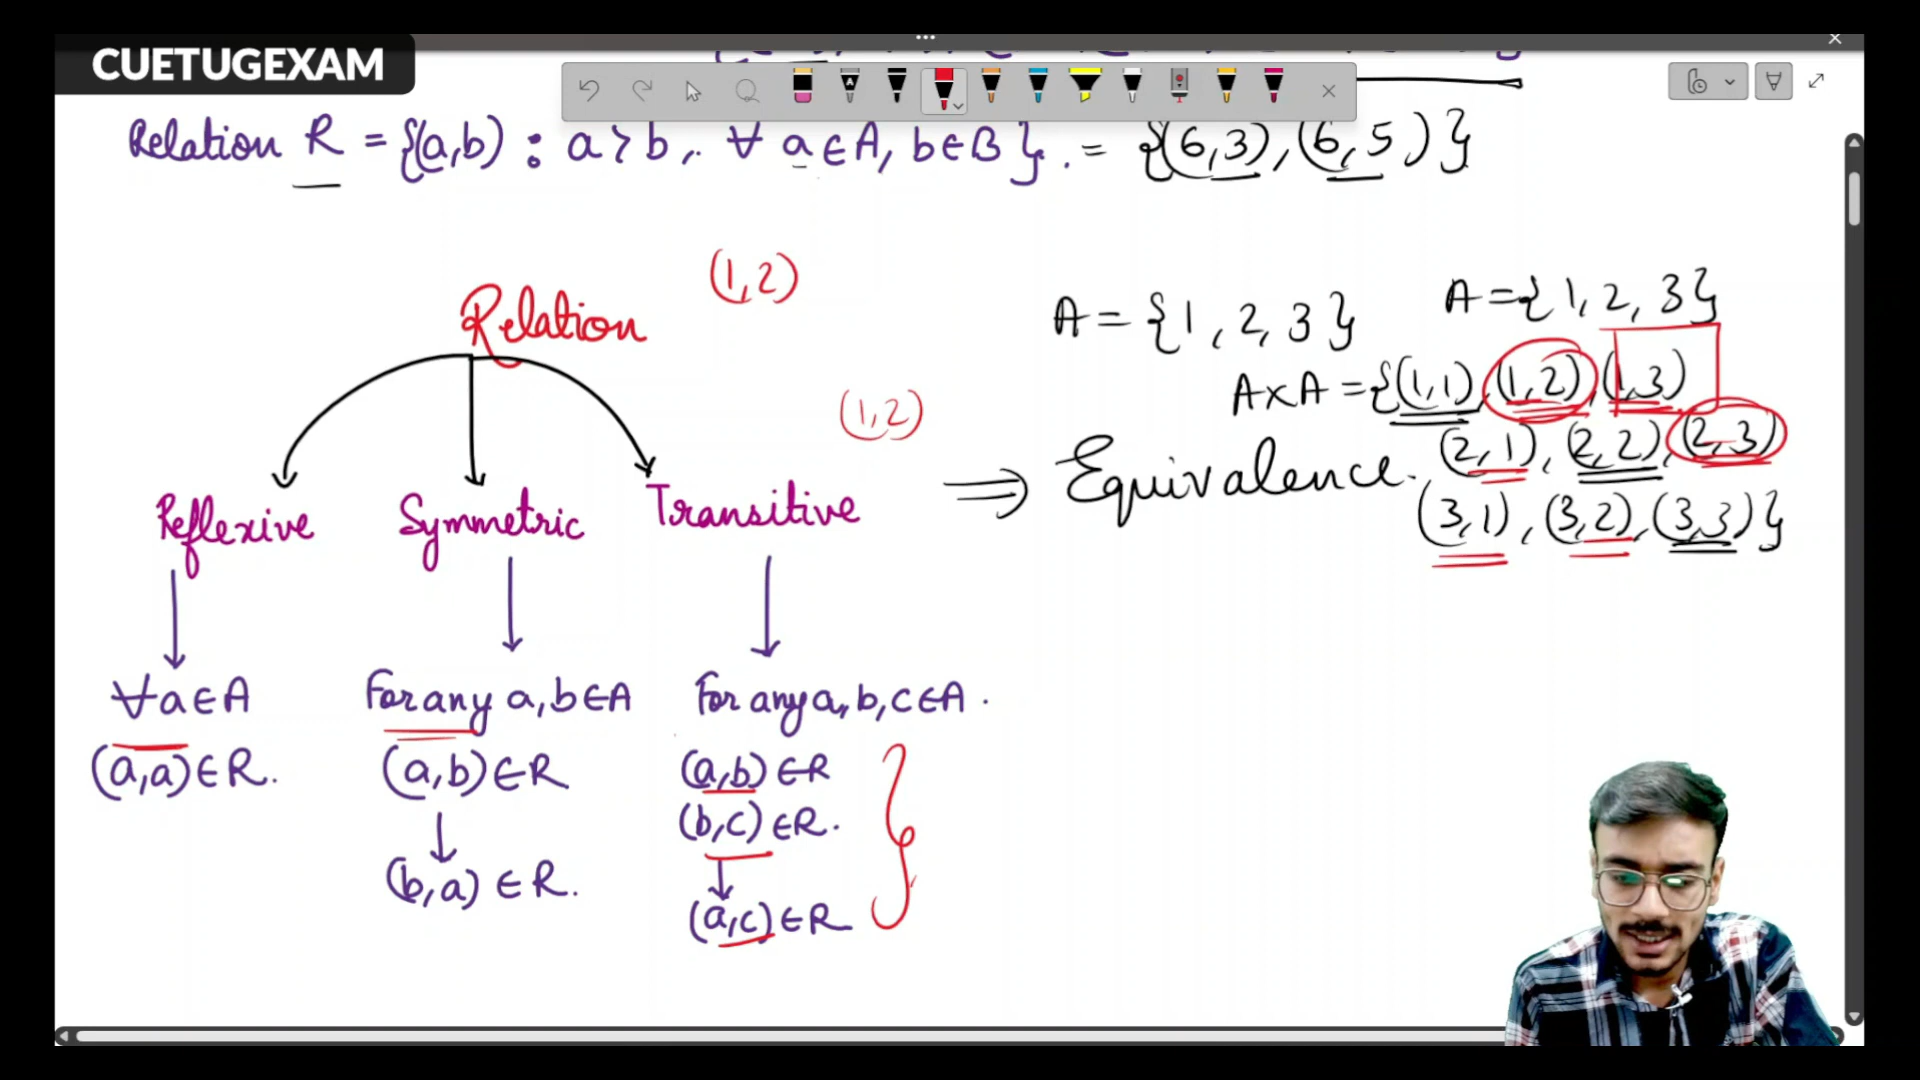 CUETUGEXAM
Relation R = {(a,b) : a > b, ∀ a ∈ A, b ∈ B}. = {(6,3), (6,5)}
(1,2)
Relation
A = {1, 2, 3}
A = {1, 2, 3}
A×A = {(1,1), (1,2), (1,3)
(1,2)
(2,1), (2,2), (2,3)
⇒ Equivalence.
(3,1), (3,2), (3,3)}
Reflexive Symmetric Transitive
∀a∈A
(a,a)∈R.
For any a, b∈A
(a,b)∈R
(b,a)∈R.
For any a, b, c∈A.
(a,b)∈R
(b,c)∈R.
(a,c)∈R